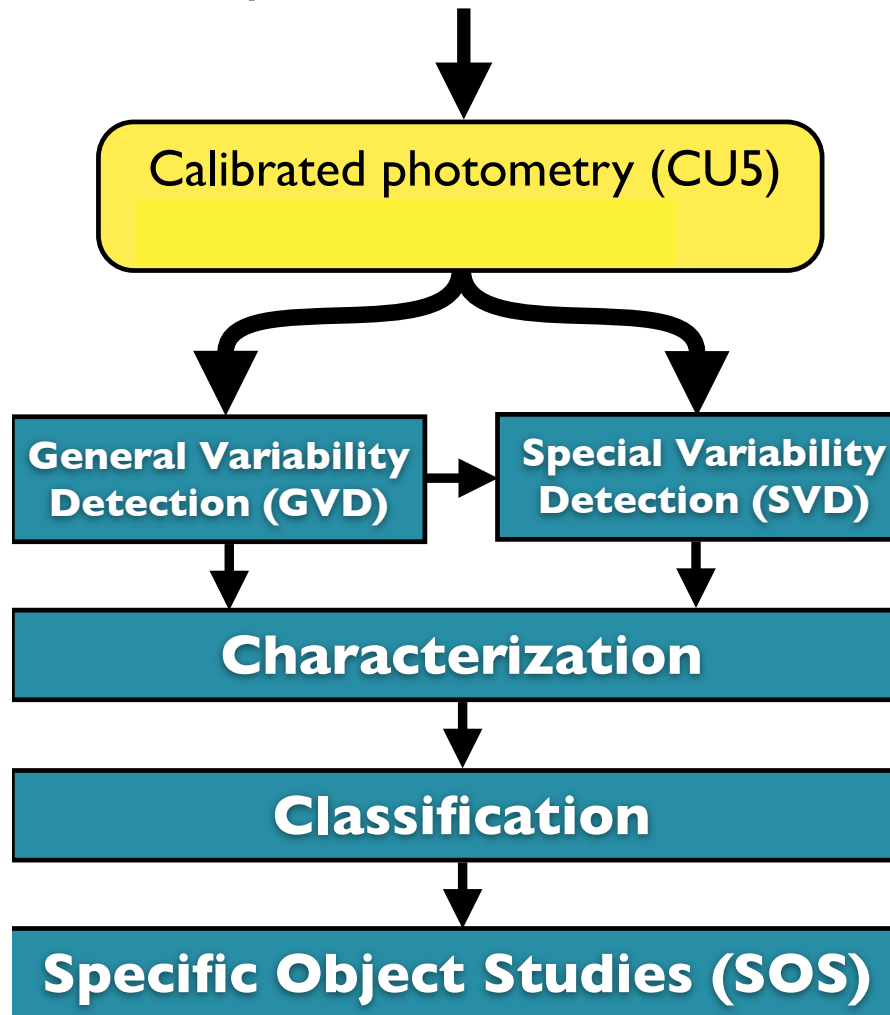 Calibrated photometry (CU5)
General Variability
Detection (GVD)
Special Variability
Detection (SVD)
Characterization
Classification
Specific Object Studies (SOS)